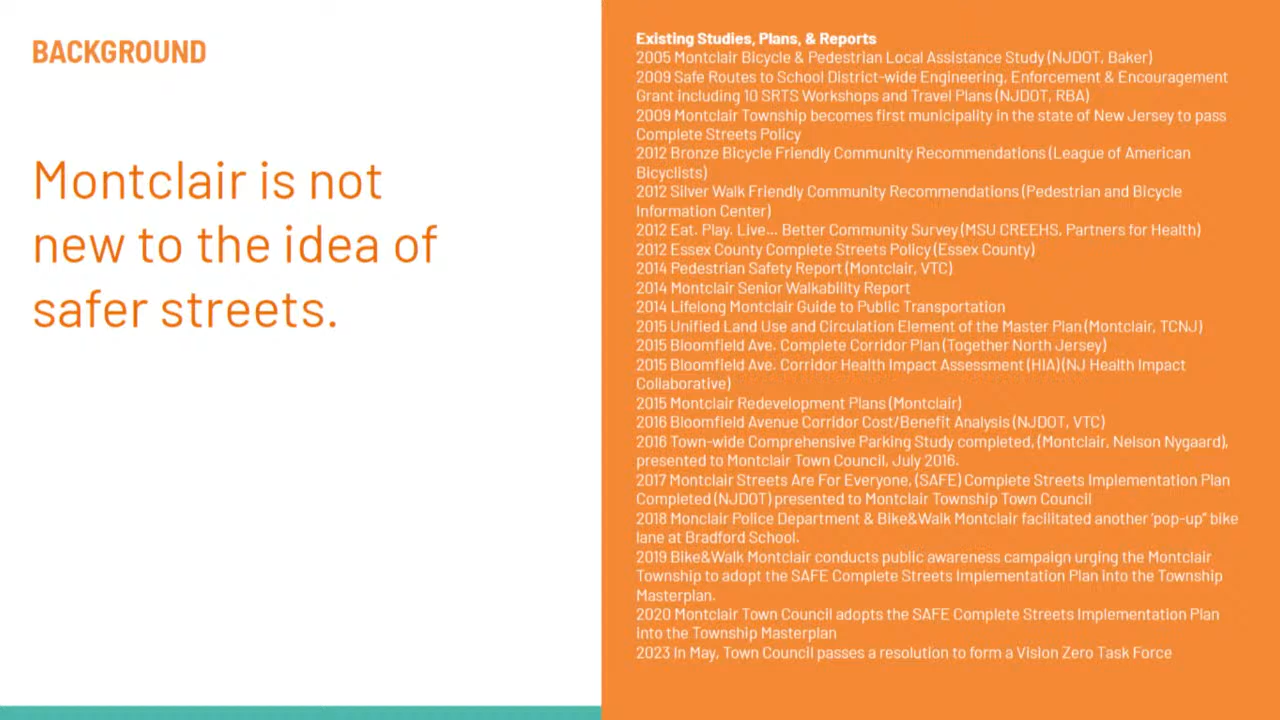 BACKGROUND
Montclair is not
new to the idea of
safer streets.
Existing Studies, Plans, & Reports
2005 Montclair Bicycle & Pedestrian Local Assistance Study (NJDOT, Baker)
2009 Safe Routes to School District-wide Engineering, Enforcement & Encouragement
Grant including 10 SRTS Workshops and Travel Plans (NJDOT, RBA)
2009 Montclair Township becomes first municipality in the state of New Jersey to pass
Complete Streets Policy
2012 Bronze Bicycle Friendly Community Recommendations (League of American
Bicyclists)
2012 Silver Walk Friendly Community Recommendations (Pedestrian and Bicycle
Information Center)
2012 Eat. Play. Live... Better Community Survey (MSU CREEHS, Partners for Health)
2012 Essex County Complete Streets Policy (Essex County)
2014 Pedestrian Safety Report (Montclair, VTC)
2014 Montclair Senior Walkability Report
2014 Lifelong Montclair Guide to Public Transportation
2015 Unified Land Use and Circulation Element of the Master Plan (Montclair, TCNJ)
2015 Bloomfield Ave. Complete Corridor Plan (Together North Jersey)
2015 Bloomfield Ave. Corridor Health Impact Assessment (HIA) (NJ Health Impact
Collaborative)
2015 Montclair Redevelopment Plans (Montclair)
2016 Bloomfield Avenue Corridor Cost/Benefit Analysis (NJDOT, VTC)
2016 Town-wide Comprehensive Parking Study completed, (Montclair, Nelson Nygaard),
presented to Montclair Town Council, July 2016.
2017 Montclair Streets Are For Everyone, (SAFE) Complete Streets Implementation Plan
Completed (NJDOT) presented to Montclair Township Town Council
2018 Monclair Police Department & Bike&Walk Montclair facilitated another 'pop-up" bike
lane at Bradford School.
2019 Bike&Walk Montclair conducts public awareness campaign urging the Montclair
Township to adopt the SAFE Complete Streets Implementation Plan into the Township
Masterplan.
2020 Montclair Town Council adopts the SAFE Complete Streets Implementation Plan
into the Township Masterplan
2023 In May, Town Council passes a resolution to form a Vision Zero Task Force